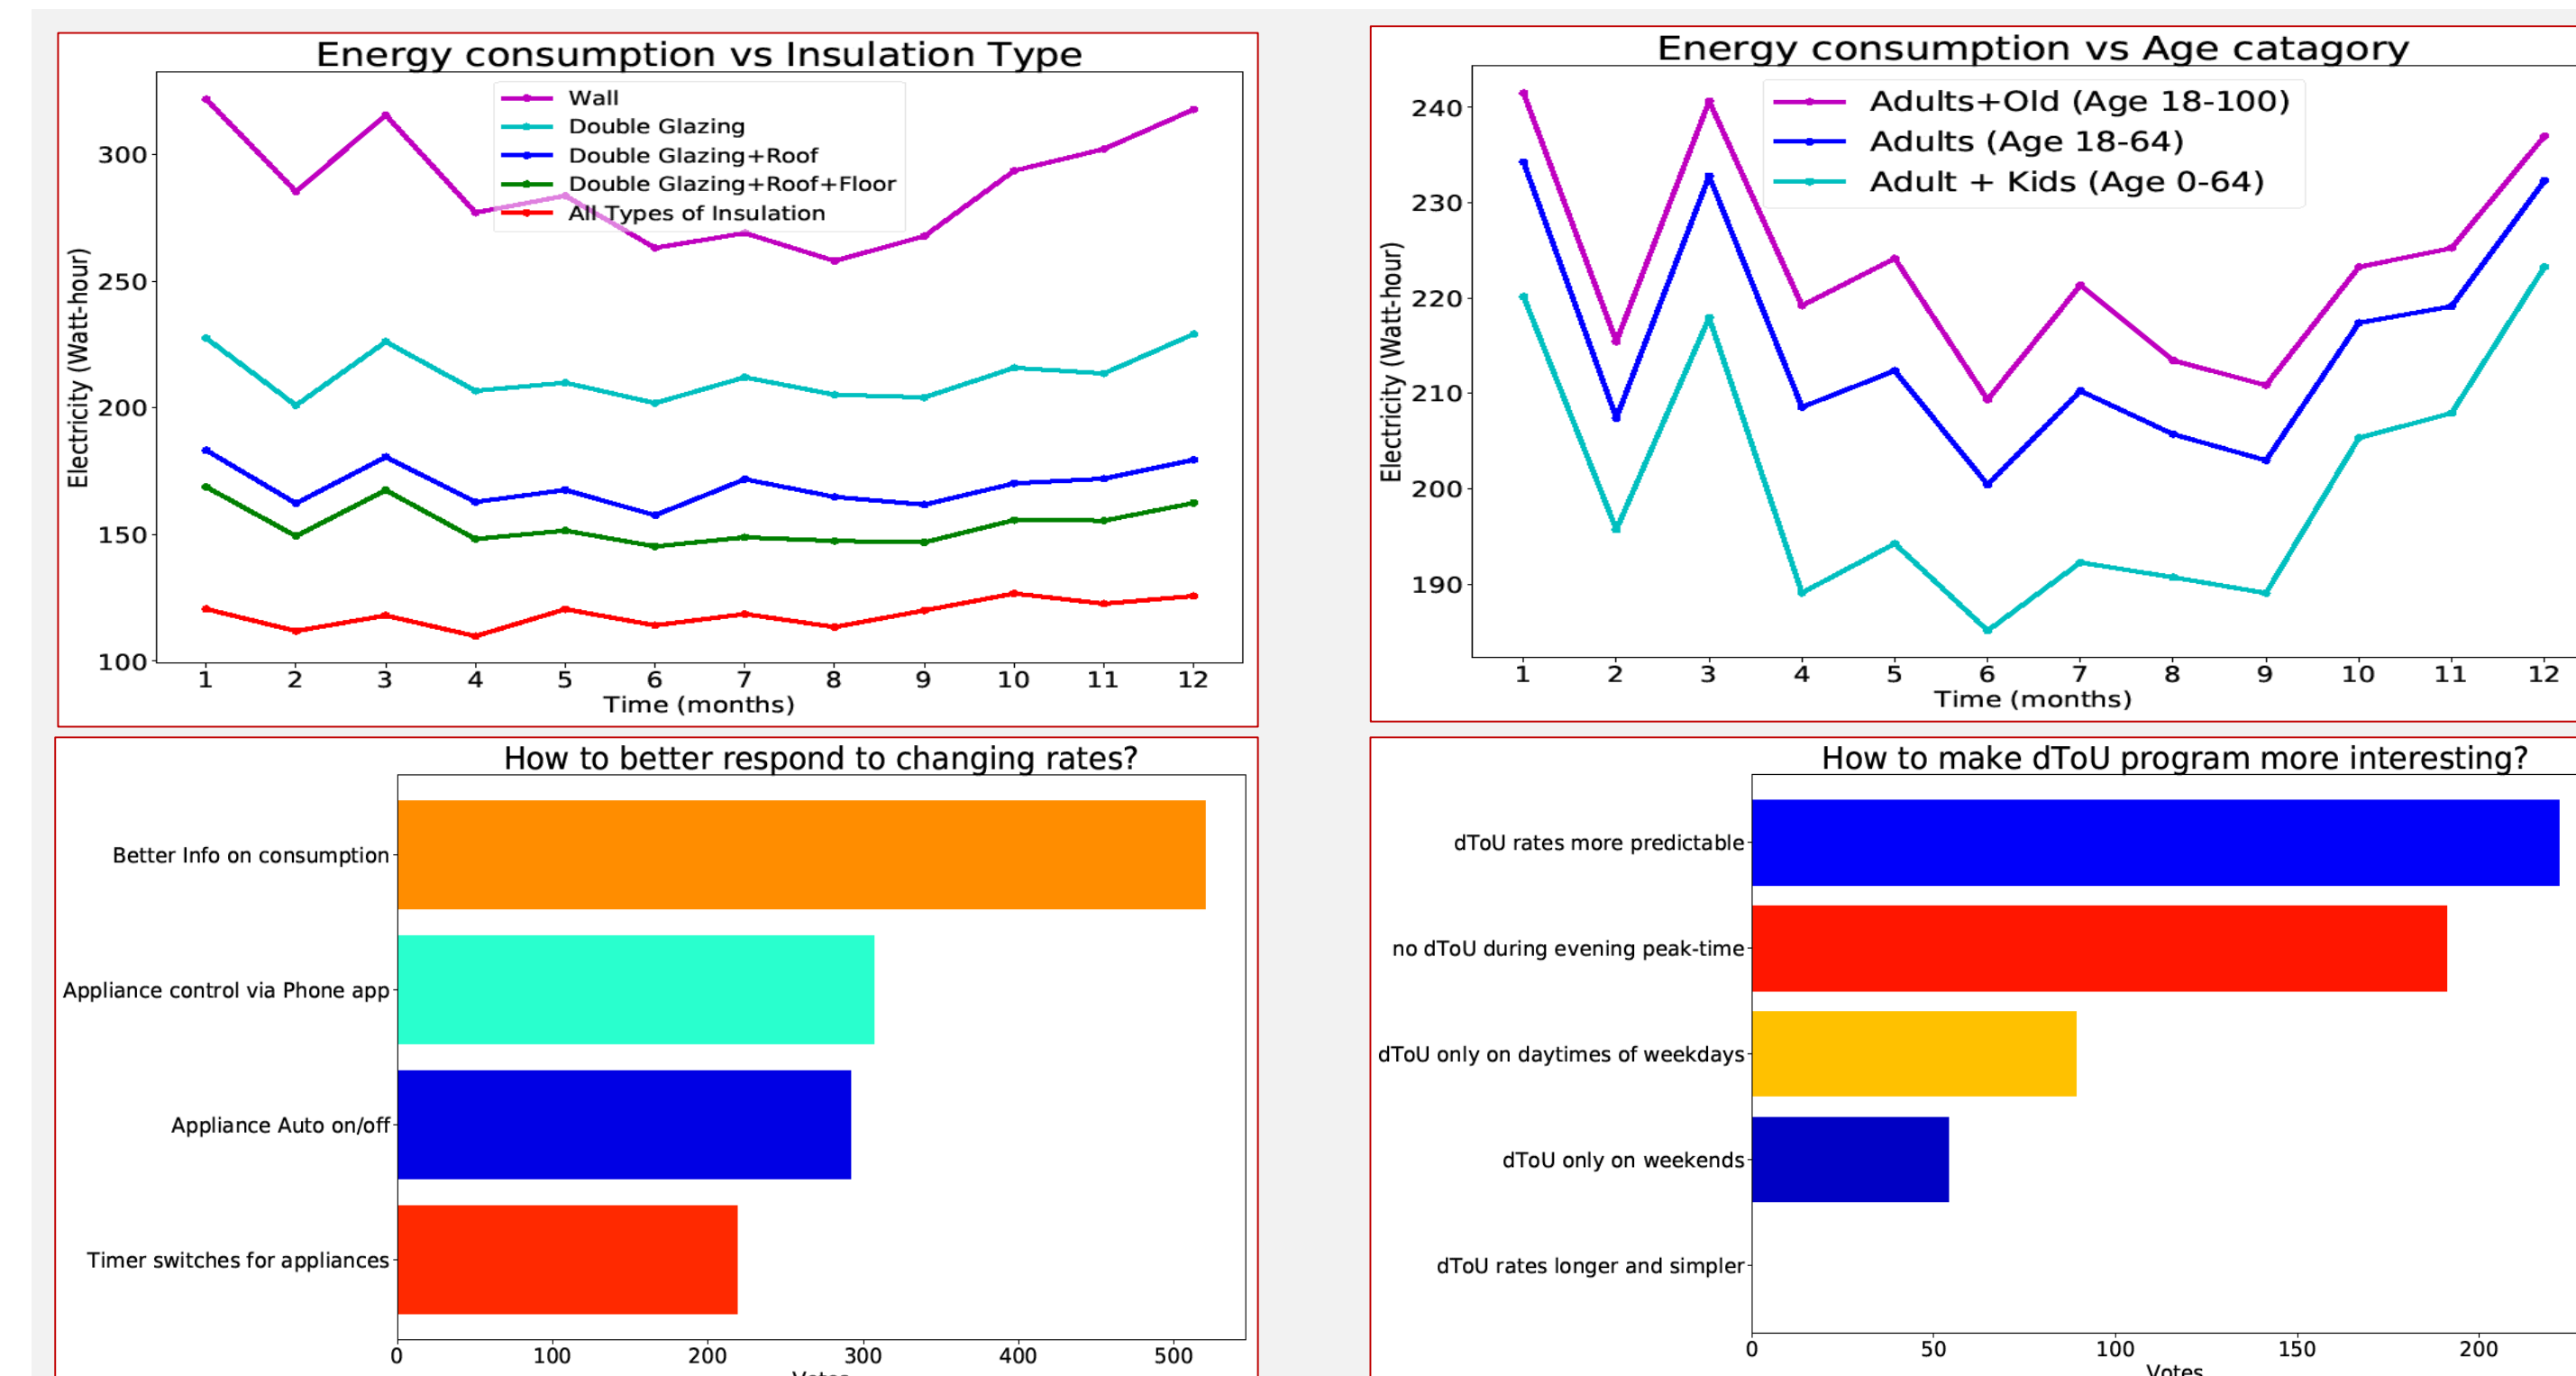 Energy consumption vs Insulation Type
Wall
Double Glazing
Double Glazing+Roof
Double Glazing+Roof+Floor
All Types of Insulation
Electricity (Watt-hour)
300
250
200
150
100
1 2 3 4 5 6 7 8 9 10 11 12
Time (months)
Energy consumption vs Age catagory
Adults+Old (Age 18-100)
Adults (Age 18-64)
Adult + Kids (Age 0-64)
Electricity (Watt-hour)
240
230
220
210
200
190
1 2 3 4 5 6 7 8 9 10 11 12
Time (months)
How to better respond to changing rates?
Better Info on consumption
Appliance control via Phone app
Appliance Auto on/off
Timer switches for appliances
0 100 200 300 400 500
Votes
How to make dToU program more interesting?
dToU rates more predictable
no dToU during evening peak-time
dToU only on daytimes of weekdays
dToU only on weekends
dToU rates longer and simpler
0 50 100 150 200
Votes